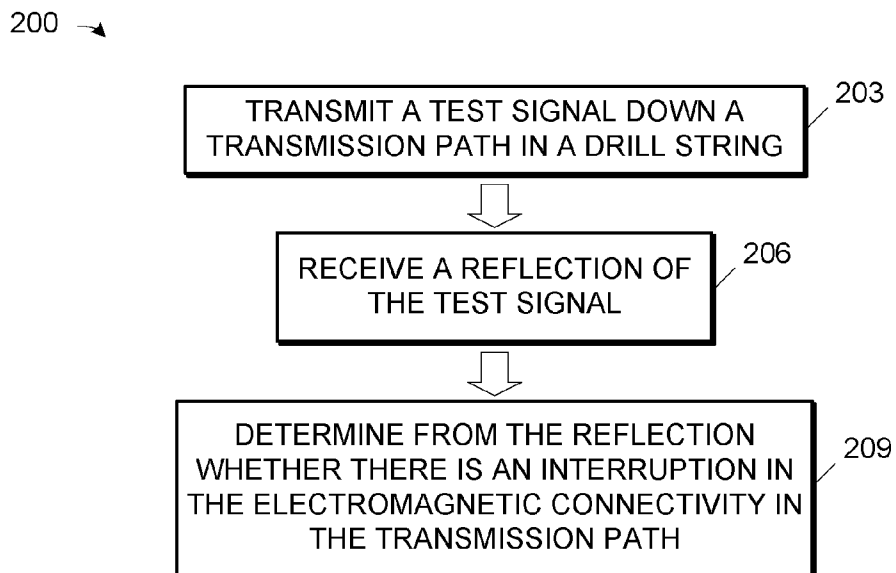 200
203
TRANSMIT A TEST SIGNAL DOWN A
TRANSMISSION PATH IN A DRILL STRING
206
RECEIVE A REFLECTION OF
THE TEST SIGNAL
209
DETERMINE FROM THE REFLECTION
WHETHER THERE IS AN INTERRUPTION IN
THE ELECTROMAGNETIC CONNECTIVITY IN
THE TRANSMISSION PATH